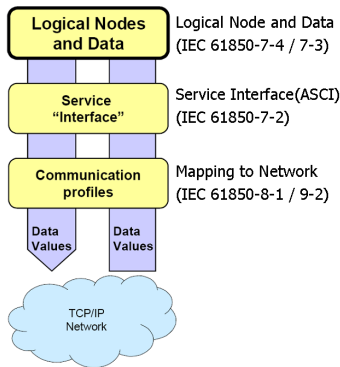 Logical Nodes
and Data
Logical Node and Data
(IEC 61850-7-4 / 7-3)
Service
“Interface”
Service Interface(ASCI)
(IEC 61850-7-2)
Communication
profiles
Mapping to Network
(IEC 61850-8-1 / 9-2)
Data
Values
Data
Values
TCP/IP
Network